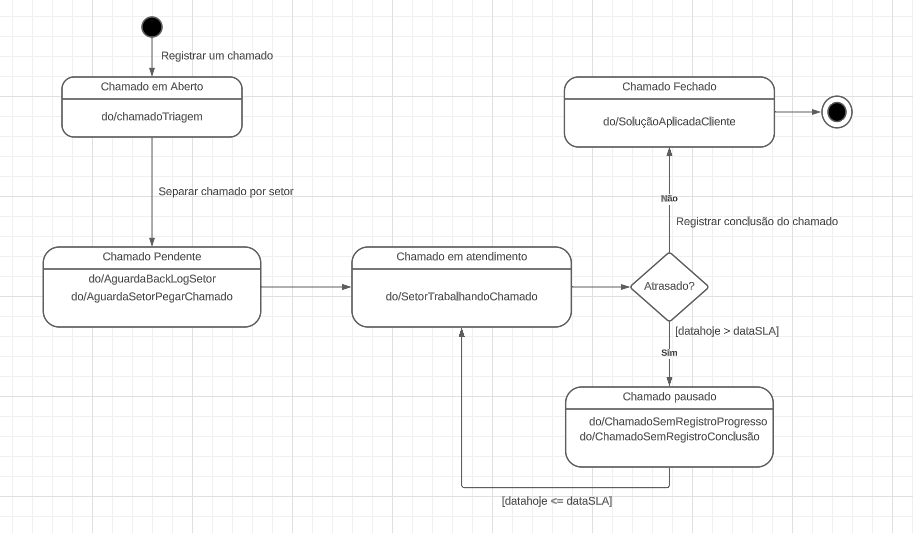 Registrar um chamado
Chamado em Aberto
do/chamadoTriagem
Separar chamado por setor
Chamado Pendente
do/AguardaBackLogSetor
do/AguardaSetorPegarChamado
Chamado em atendimento
do/SetorTrabalhandoChamado
Atrasado?
Não
Registrar conclusão do chamado
Chamado Fechado
do/SoluçãoAplicadaCliente
[datahoje > dataSLA]
Sim
Chamado pausado
do/ChamadoSemRegistroProgresso
do/ChamadoSemRegistroConclusão
[datahoje <= dataSLA]